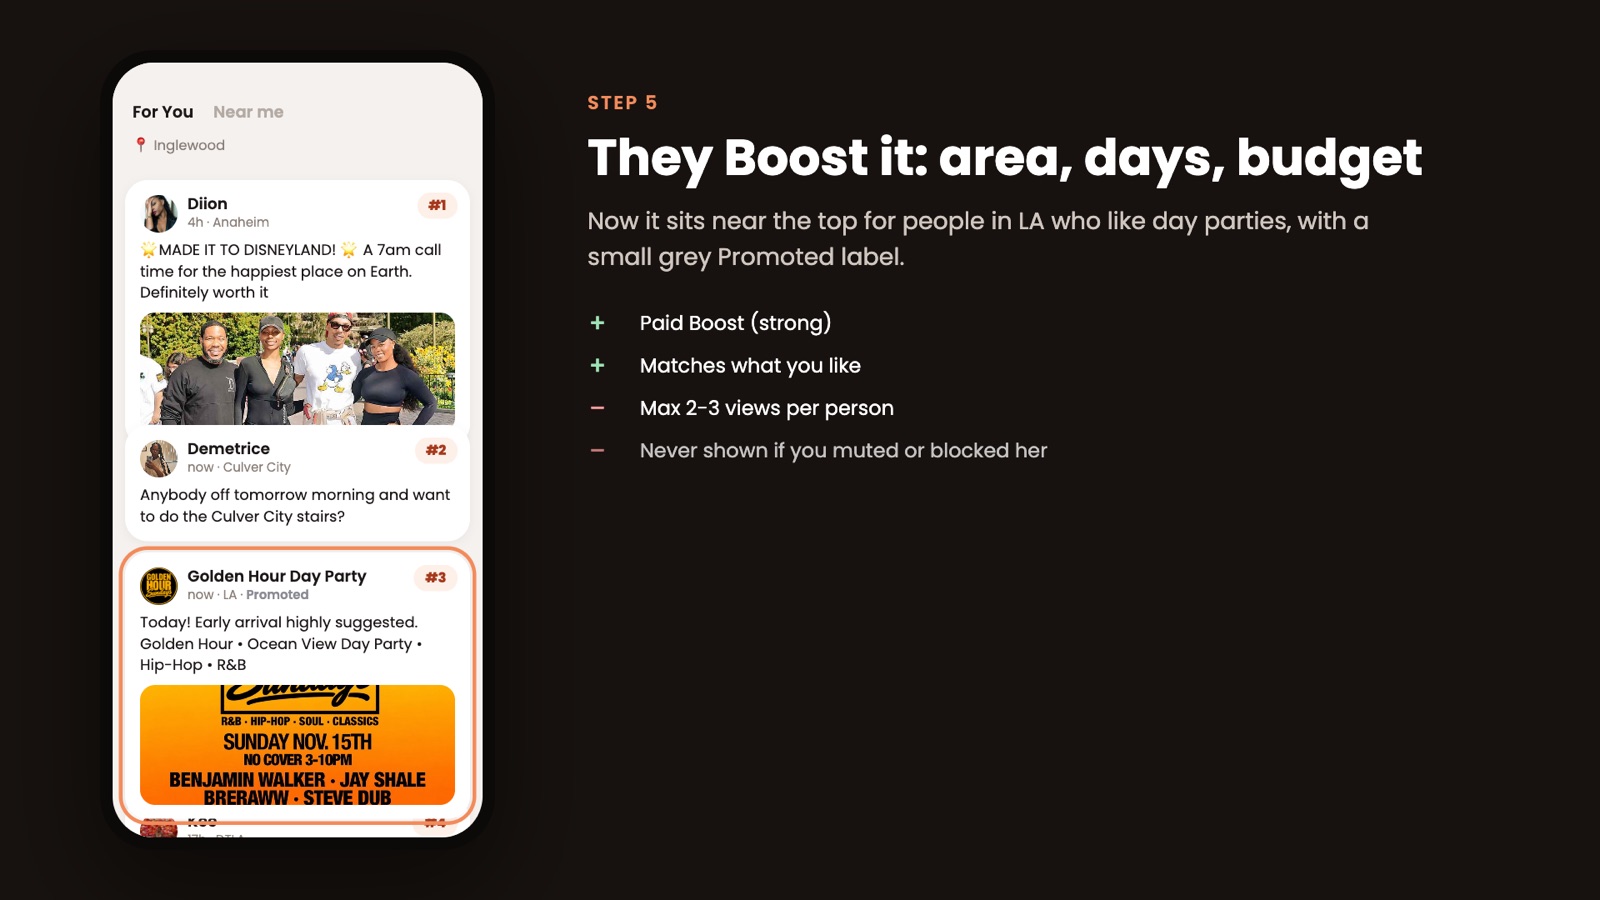 For You Near me
Inglewood
Diion
#1
4h · Anaheim
🌟MADE IT TO DISNEYLAND! 🌟 A 7am call
time for the happiest place on Earth.
Definitely worth it
Demetrice
#2
now · Culver City
Anybody off tomorrow morning and want
to do the Culver City stairs?
GOLDEN
HOUR
Sundays
Golden Hour Day Party
#3
now · LA · Promoted
Today! Early arrival highly suggested.
Golden Hour • Ocean View Day Party •
Hip-Hop • R&B
Sundays
R&B · HIP-HOP · SOUL · CLASSICS
SUNDAY NOV. 15TH
NO COVER 3-10PM
BENJAMIN WALKER · JAY SHALE
BRERAWW · STEVE DUB
#4
STEP 5
They Boost it: area, days, budget
Now it sits near the top for people in LA who like day parties, with a
small grey Promoted label.
+ Paid Boost (strong)
+ Matches what you like
− Max 2-3 views per person
− Never shown if you muted or blocked her